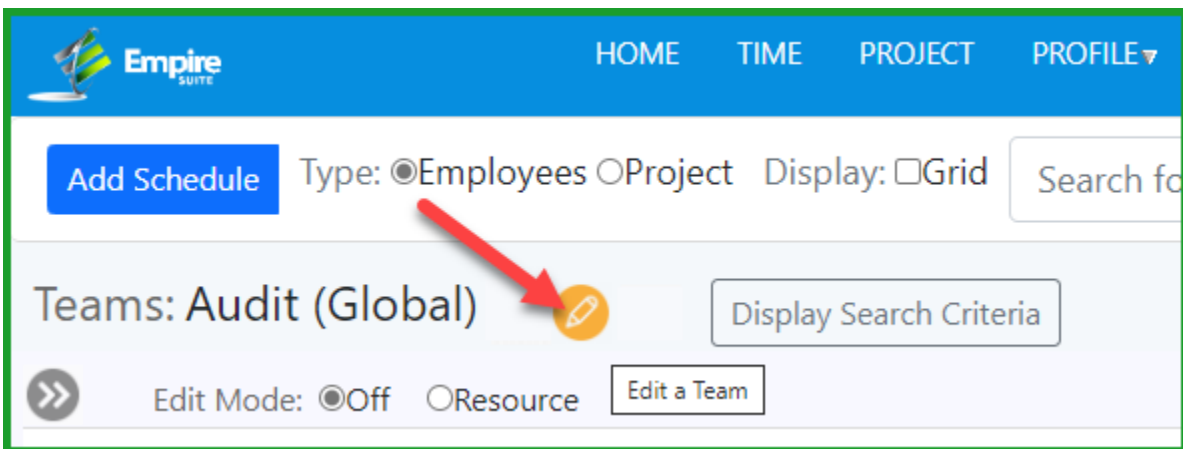 Empire
SUITE
HOME TIME PROJECT PROFILE
Add Schedule Type: Employees Project Display: Grid Search fo
Teams: Audit (Global) Display Search Criteria
Edit Mode: Off Resource Edit a Team